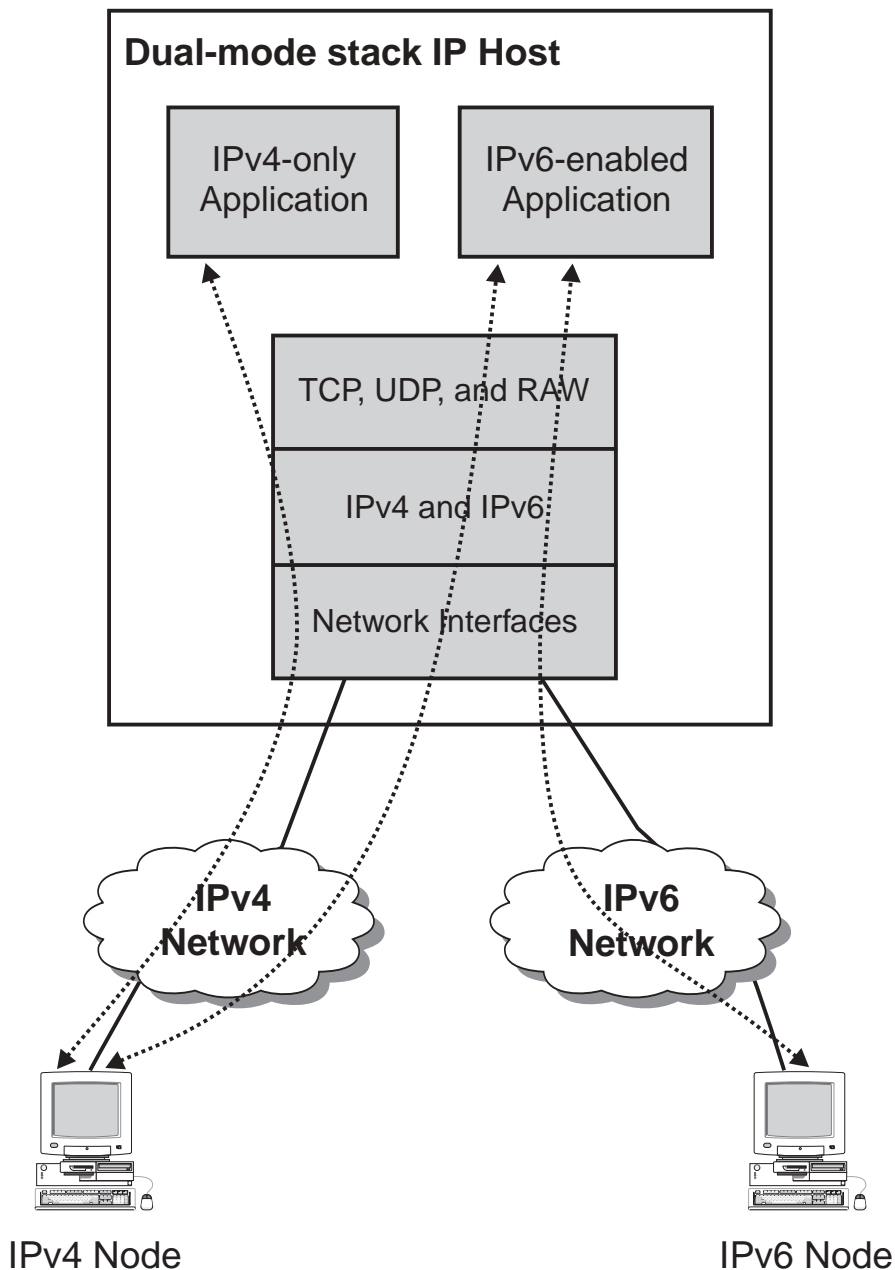 Dual-mode stack IP Host
IPv4-only
Application
IPv6-enabled
Application
TCP, UDP, and RAW
IPv4 and IPv6
Network Interfaces
IPv4
Network
IPv6
Network
IPv4 Node
IPv6 Node